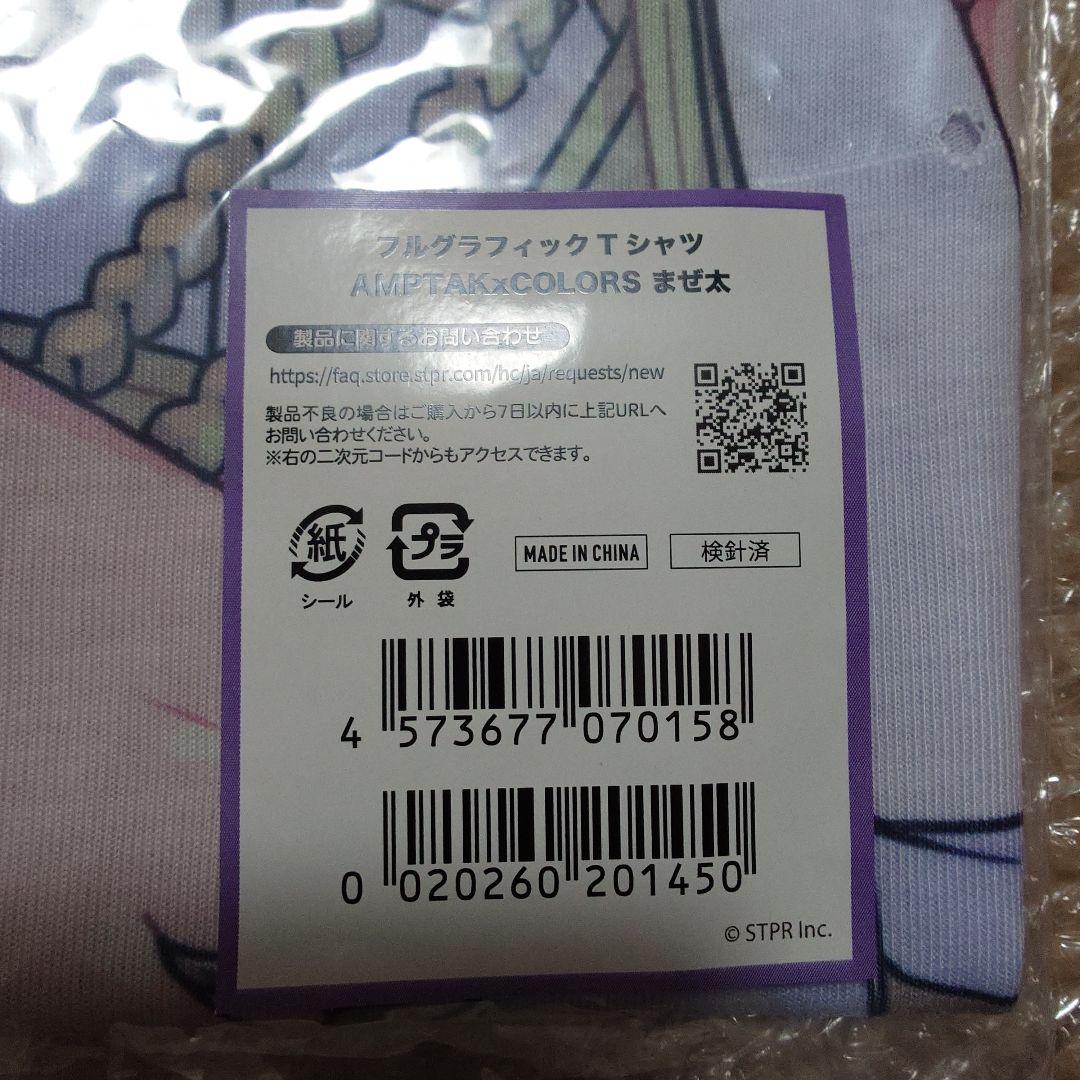 フルグラフィックTシャツ
AMPTAKxCOLORS まぜ太
製品に関するお問い合わせ
https://faq.store.stpr.com/hc/ja/requests/new
製品不良の場合はご購入から7日以内に上記URLへ
お問い合わせください。
※右の二次元コードからもアクセスできます。
紙
シール
プラ
外袋
MADE IN CHINA
検針済
4 573677 070158
0 020260 201450
© STPR Inc.